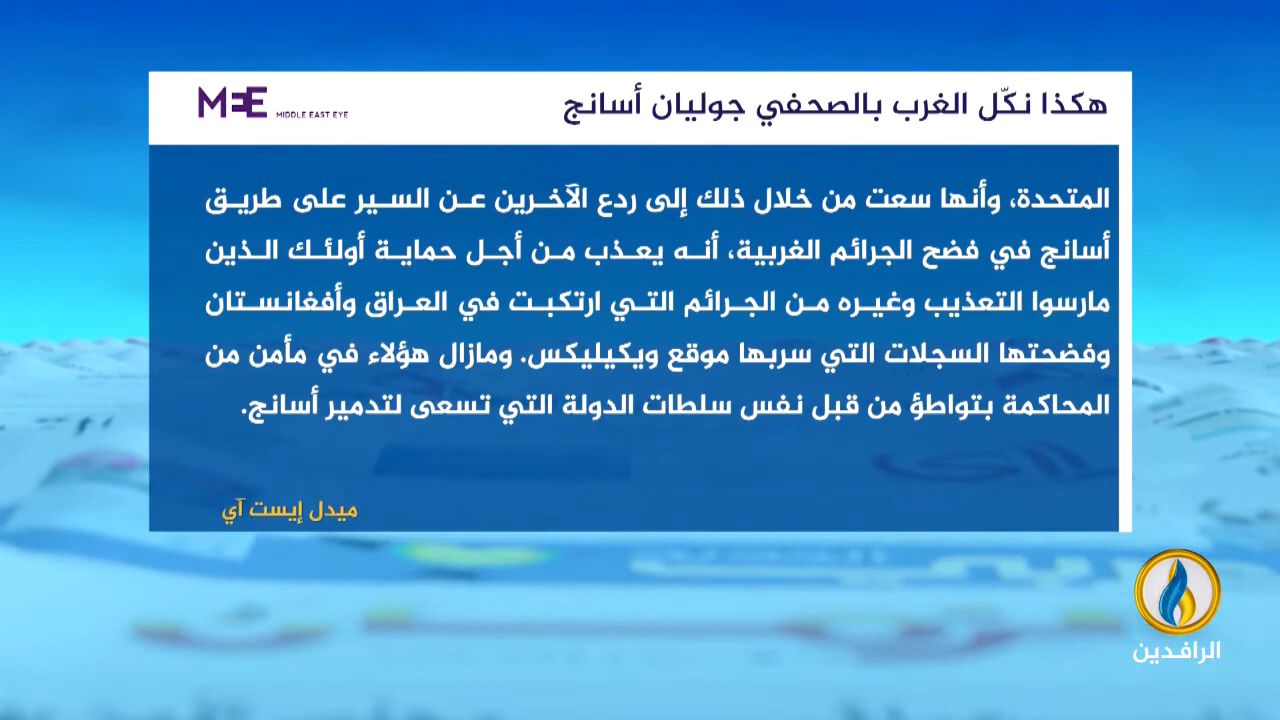 هكذا نكّل الغرب بالصحفي جوليان أسانج
MEE MIDDLE EAST EYE
المتحدة، وأنها سعت من خلال ذلك إلى ردع الآخرين عن السير على طريق
أسانج في فضح الجرائم الغربية، أنه يعذب من أجل حماية أولئك الذين
مارسوا التعذيب وغيره من الجرائم التي ارتكبت في العراق وأفغانستان
وفضحتها السجلات التي سربها موقع ويكيليكس. ومازال هؤلاء في مأمن من
المحاكمة بتواطؤ من قبل نفس سلطات الدولة التي تسعى لتدمير أسانج.
ميدل إيست آي
الرافدين